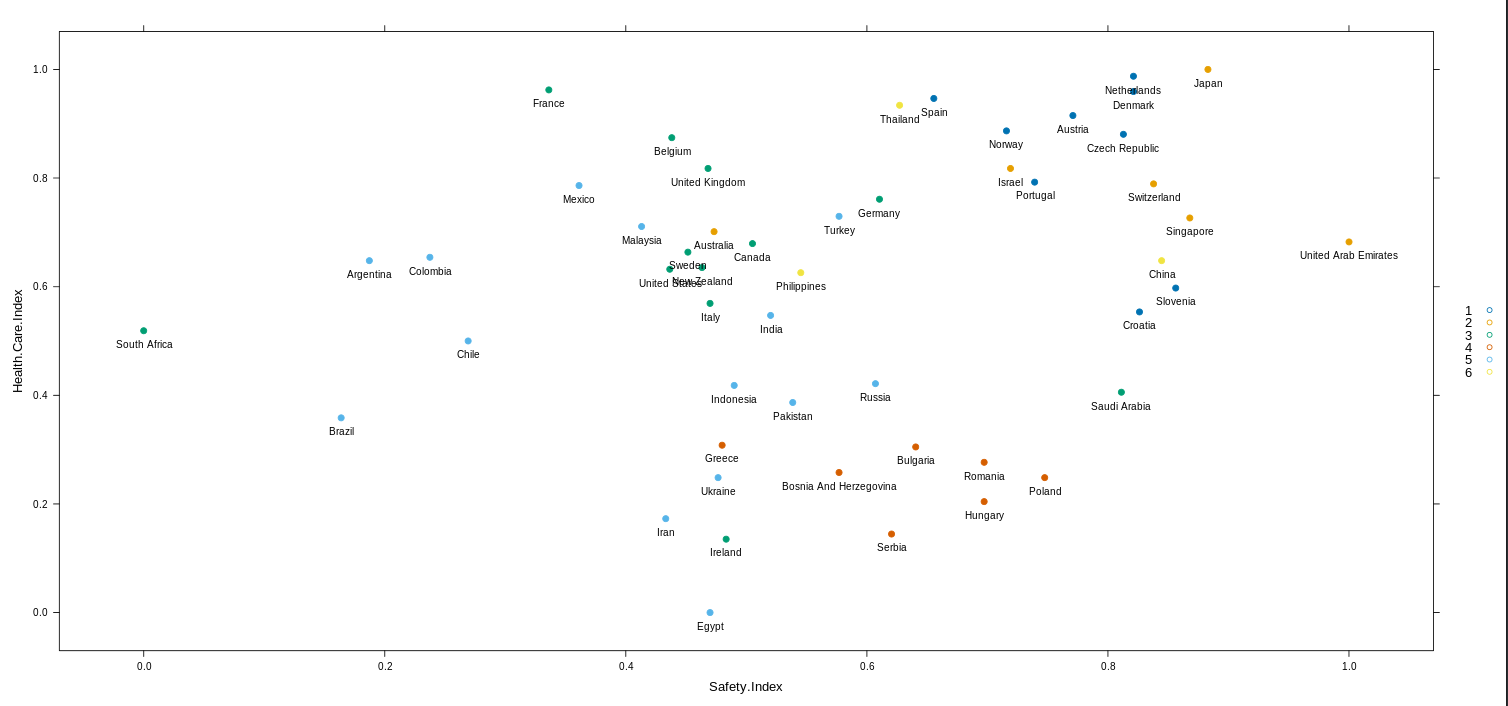 1.0
0.8
0.6
0.4
0.2
0.0
Health.Care.Index
Japan
Netherlands
Denmark
France
Spain
Thailand
Austria
Norway
Czech Republic
Belgium
United Kingdom
Israel
Portugal
Switzerland
Mexico
Germany
Turkey
Singapore
Malaysia
Australia
Canada
United Arab Emirates
Sweden
Argentina
Colombia
United States
New Zealand
Philippines
China
Slovenia
Italy
India
Croatia
South Africa
Chile
Indonesia
Russia
Pakistan
Saudi Arabia
Brazil
Greece
Bulgaria
Romania
Bosnia And Herzegovina
Ukraine
Poland
Hungary
Iran
Ireland
Serbia
Egypt
0.0 0.2 0.4 0.6 0.8 1.0
Safety.Index
1
2
3
4
5
6